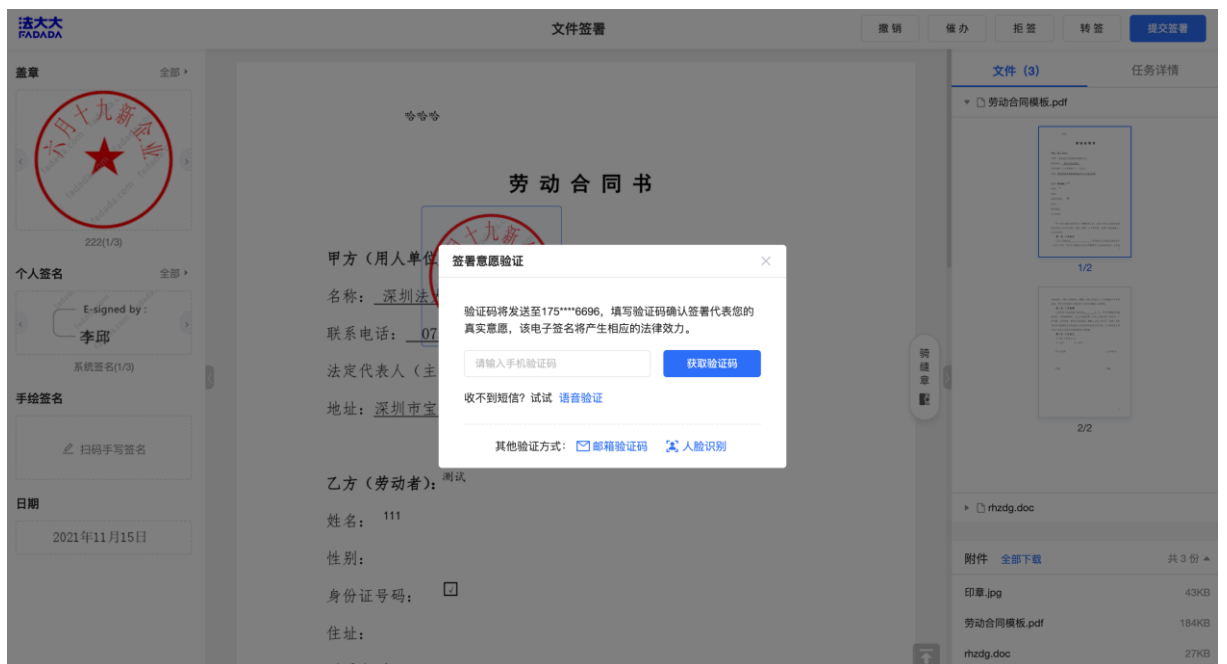 法大大
FADADA
文件签署
撤销
催办
拒签
转签
提交签署
盖章
全部
六月十九新企业
222(1/3)
个人签名
全部
E-signed by :
李邱
系统签名(1/3)
手绘签名
扫码手写签名
日期
2021年11月15日
劳动合同书
甲方（用人单位
名称：深圳法
联系电话：07
法定代表人（主
地址：深圳市宝
乙方（劳动者）：测试
姓名：111
性别：
身份证号码：
住址：
签署意愿验证
验证码将发送至175****6696，填写验证码确认签署代表您的
真实意愿，该电子签名将产生相应的法律效力。
请输入手机验证码
获取验证码
收不到短信？试试 语音验证
其他验证方式：
邮箱验证码
人脸识别
骑缝章
文件（3）
任务详情
劳动合同模板.pdf
1/2
2/2
rhzdg.doc
附件 全部下载
共3份
印章.jpg
43KB
劳动合同模板.pdf
184KB
rhzdg.doc
27KB